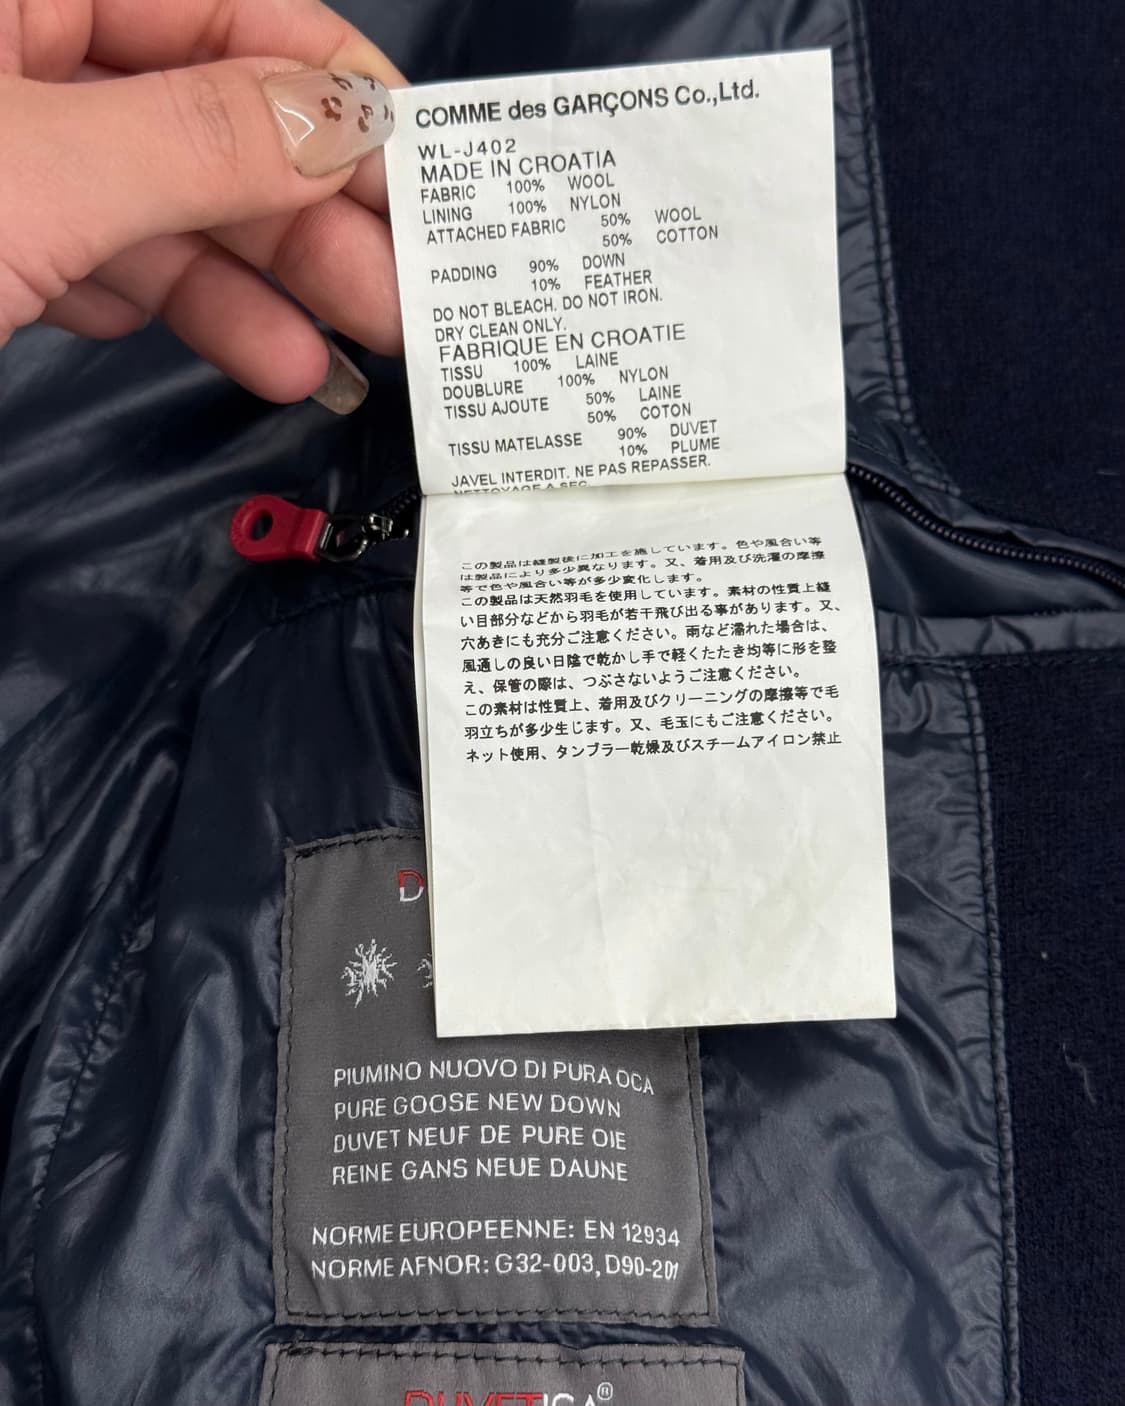 COMME des GARÇONS Co.,Ltd.
WL-J402
MADE IN CROATIA
FABRIC 100% WOOL
LINING 100% NYLON
ATTACHED FABRIC 50% WOOL
50% COTTON
PADDING 90% DOWN
10% FEATHER
DO NOT BLEACH. DO NOT IRON.
DRY CLEAN ONLY.
FABRIQUE EN CROATIE
TISSU 100% LAINE
DOUBLURE 100% NYLON
TISSU AJOUTE 50% LAINE
50% COTON
TISSU MATELASSE 90% DUVET
10% PLUME
JAVEL INTERDIT. NE PAS REPASSER.
NETTOYAGE A SEC
この製品は縫製後に加工を施しています。色や風合い等
は製品により多少異なります。又、着用及び洗濯の摩擦
等で色や風合い等が多少変化します。
この製品は天然羽毛を使用しています。素材の性質上縫
い目部分などから羽毛が若干飛び出る事があります。又、
穴あきにも充分ご注意ください。雨など濡れた場合は、
風通しの良い日陰で乾かし手で軽くたたき均等に形を整
え、保管の際は、つぶさないようご注意ください。
この素材は性質上、着用及びクリーニングの摩擦等で毛
羽立ちが多少生じます。又、毛玉にもご注意ください。
ネット使用、タンブラー乾燥及びスチームアイロン禁止
D
PIUMINO NUOVO DI PURA OCA
PURE GOOSE NEW DOWN
DUVET NEUF DE PURE OIE
REINE GANS NEUE DAUNE
NORME EUROPEENNE: EN 12934
NORME AFNOR: G32-003, D90-201
DUVETICA®